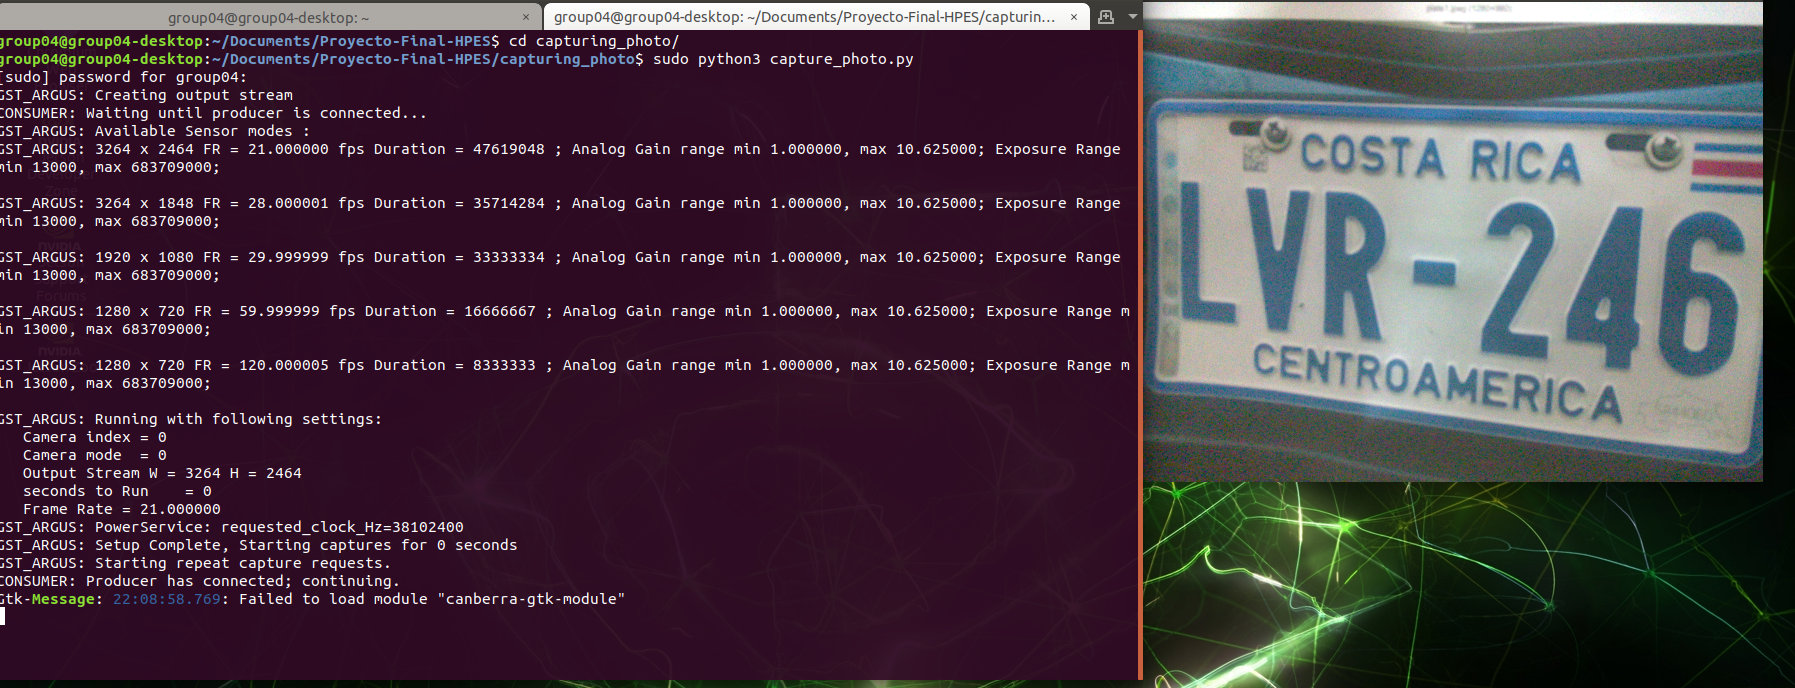 group04@group04-desktop: ~ ×
group04@group04-desktop: ~/Documents/Proyecto-Final-HPES/capturin... ×
group04@group04-desktop:~/Documents/Proyecto-Final-HPES$ cd capturing_photo/
group04@group04-desktop:~/Documents/Proyecto-Final-HPES/capturing_photo$ sudo python3 capture_photo.py
[sudo] password for group04:
GST_ARGUS: Creating output stream
CONSUMER: Waiting until producer is connected...
GST_ARGUS: Available Sensor modes :
GST_ARGUS: 3264 x 2464 FR = 21.000000 fps Duration = 47619048 ; Analog Gain range min 1.000000, max 10.625000; Exposure Range
min 13000, max 683709000;
GST_ARGUS: 3264 x 1848 FR = 28.000001 fps Duration = 35714284 ; Analog Gain range min 1.000000, max 10.625000; Exposure Range
min 13000, max 683709000;
GST_ARGUS: 1920 x 1080 FR = 29.999999 fps Duration = 33333334 ; Analog Gain range min 1.000000, max 10.625000; Exposure Range
min 13000, max 683709000;
GST_ARGUS: 1280 x 720 FR = 59.999999 fps Duration = 16666667 ; Analog Gain range min 1.000000, max 10.625000; Exposure Range m
in 13000, max 683709000;
GST_ARGUS: 1280 x 720 FR = 120.000005 fps Duration = 8333333 ; Analog Gain range min 1.000000, max 10.625000; Exposure Range m
in 13000, max 683709000;
GST_ARGUS: Running with following settings:
Camera index = 0
Camera mode = 0
Output Stream W = 3264 H = 2464
seconds to Run = 0
Frame Rate = 21.000000
GST_ARGUS: PowerService: requested_clock_Hz=38102400
GST_ARGUS: Setup Complete, Starting captures for 0 seconds
GST_ARGUS: Starting repeat capture requests.
CONSUMER: Producer has connected; continuing.
Gtk-Message: 22:08:58.769: Failed to load module "canberra-gtk-module"
COSTA RICA
LVR-246
CENTROAMERICA